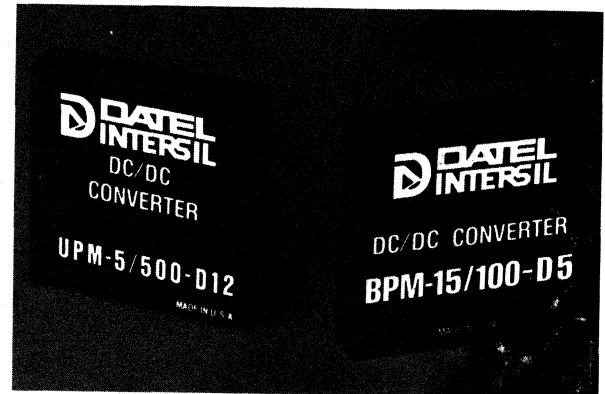 DATEL
INTERSIL
DC/DC
CONVERTER
UPM-5/500-D12
MADE IN U.S.A
DATEL
INTERSIL
DC/DC CONVERTER
BPM-15/100-D5
MADE